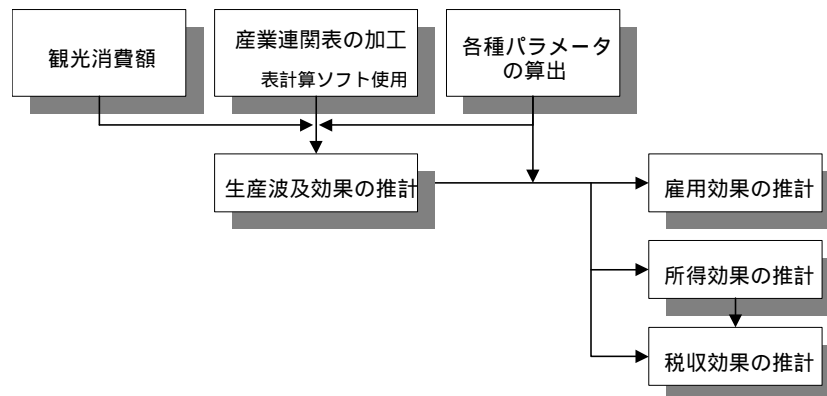 観光消費額
産業連関表の加工
表計算ソフト使用
各種パラメータ
の算出
生産波及効果の推計
雇用効果の推計
所得効果の推計
税収効果の推計